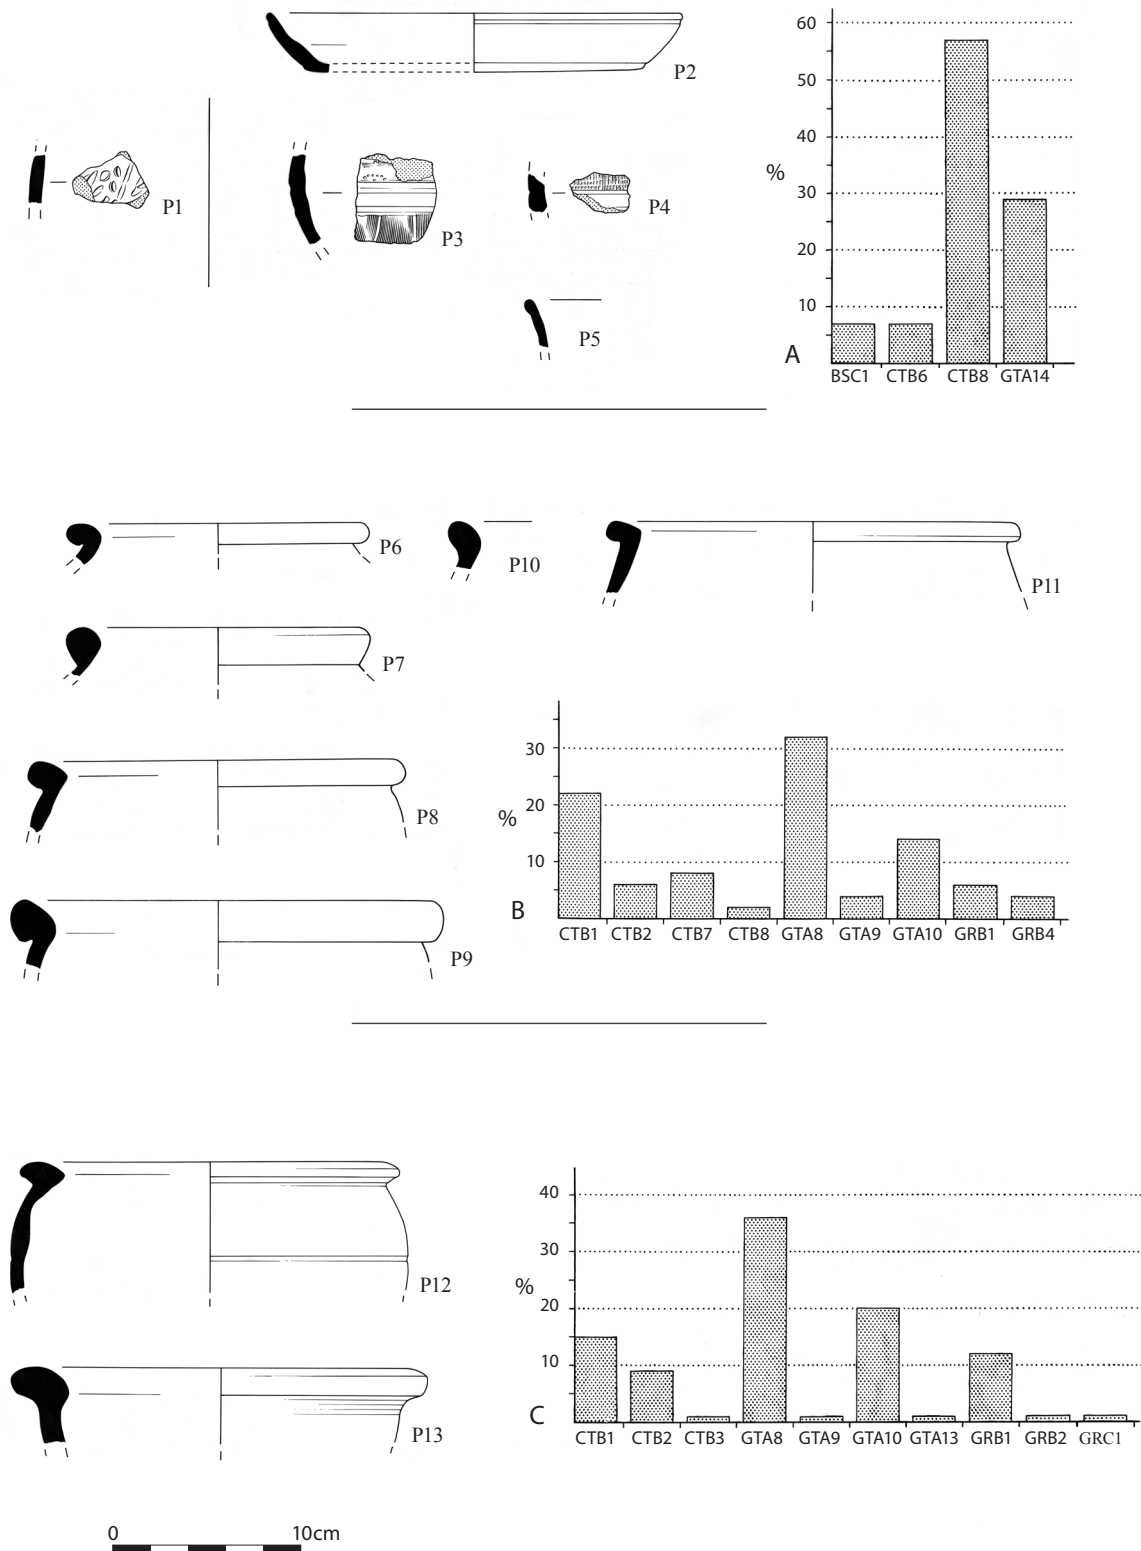 P2
P1
P3
P4
P5
60
50
40
%
30
20
10
A
BSC1 CTB6 CTB8 GTA14
P6
P10
P11
P7
P8
P9
30
20
%
10
B
CTB1 CTB2 CTB7 CTB8 GTA8 GTA9 GTA10 GRB1 GRB4
P12
P13
40
30
%
20
10
C
CTB1 CTB2 CTB3 GTA8 GTA9 GTA10 GTA13 GRB1 GRB2 GRC1
0 10cm